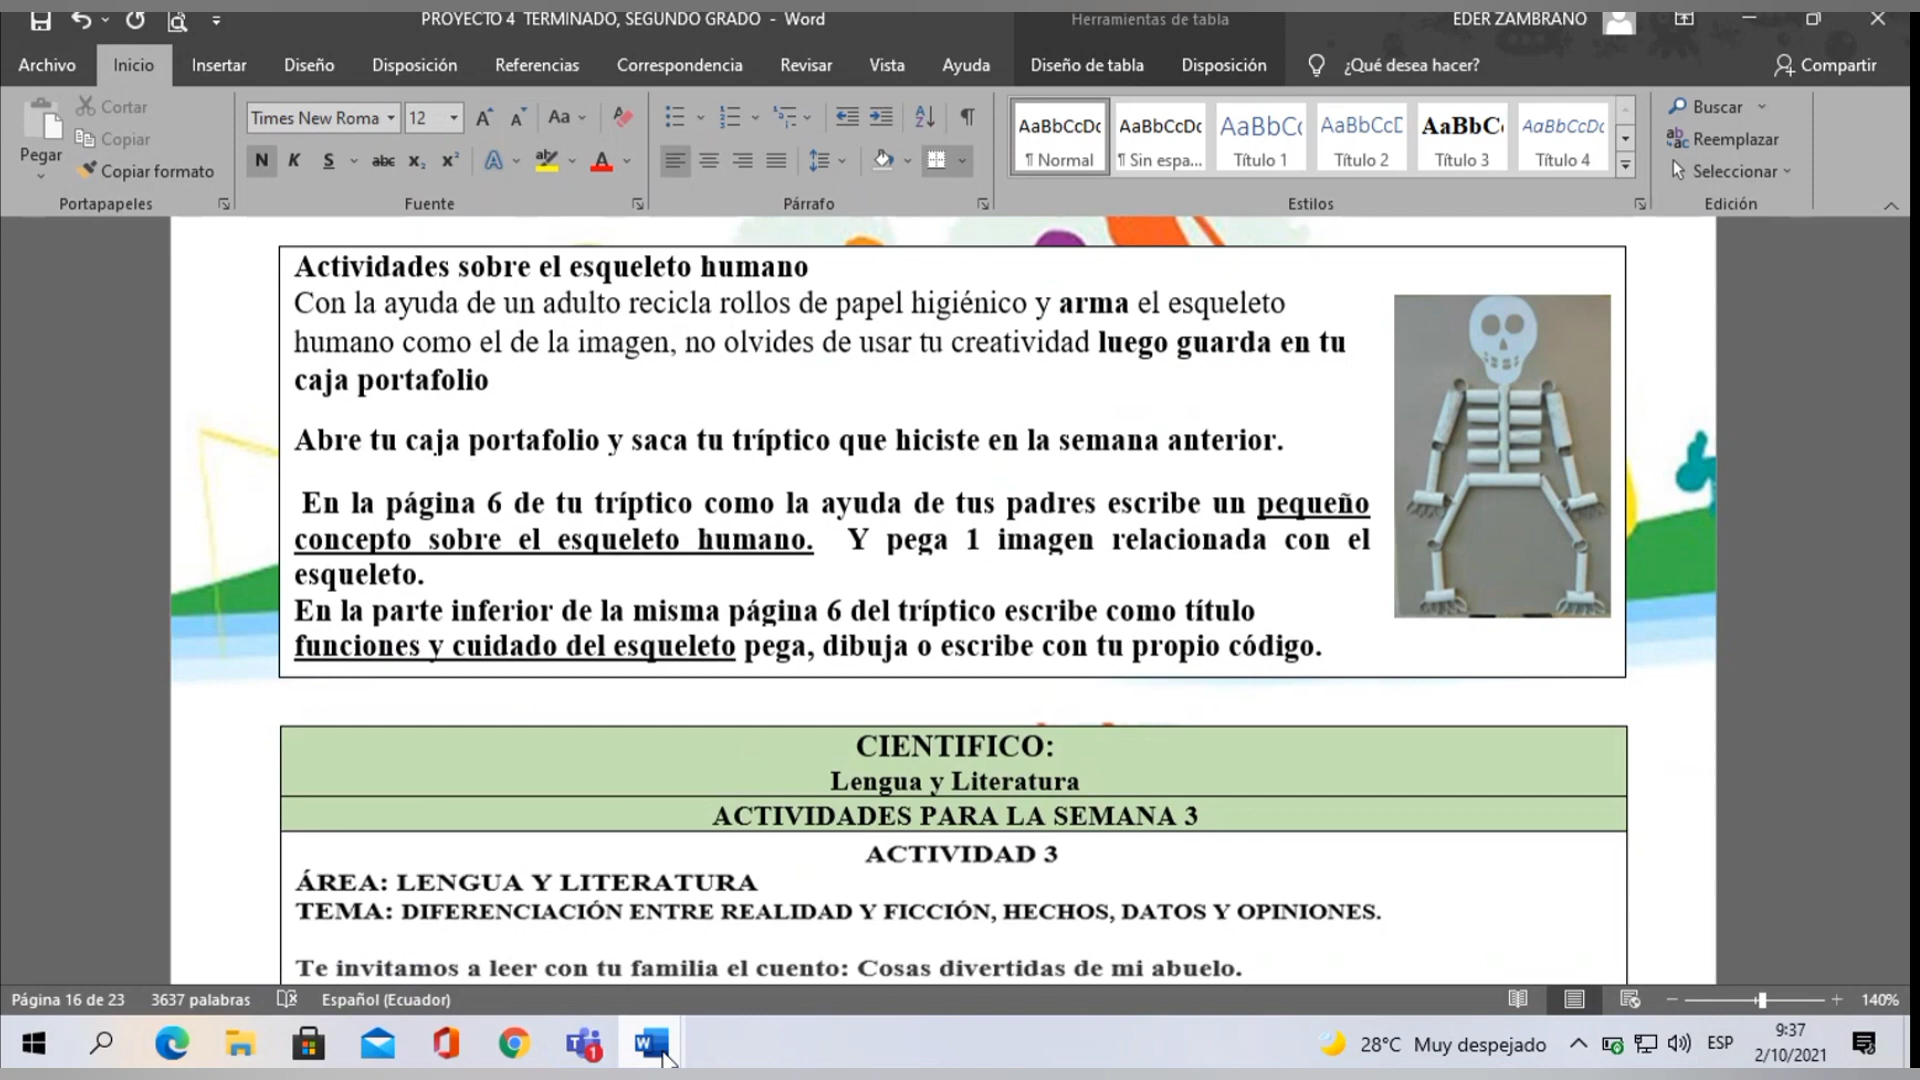 PROYECTO 4  TERMINADO, SEGUNDO GRADO  -  Word
Herramientas de tabla
EDER ZAMBRANO
Archivo
Inicio
Insertar
Diseño
Disposición
Referencias
Correspondencia
Revisar
Vista
Ayuda
Diseño de tabla
Disposición
¿Qué desea hacer?
Compartir
Pegar
Cortar
Copiar
Copiar formato
Portapapeles
Times New Roma
12
Aa
N K S abc x₂ x² A A
Fuente
Párrafo
AaBbCcDc
¶ Normal
AaBbCcDc
¶ Sin espa...
AaBbCc
Título 1
AaBbCcD
Título 2
AaBbCc
Título 3
AaBbCcDc
Título 4
Estilos
Buscar
Reemplazar
Seleccionar
Edición
Actividades sobre el esqueleto humano
Con la ayuda de un adulto recicla rollos de papel higiénico y arma el esqueleto
humano como el de la imagen, no olvides de usar tu creatividad luego guarda en tu
caja portafolio
Abre tu caja portafolio y saca tu tríptico que hiciste en la semana anterior.
En la página 6 de tu tríptico como la ayuda de tus padres escribe un pequeño
concepto sobre el esqueleto humano.  Y pega 1 imagen relacionada con el
esqueleto.
En la parte inferior de la misma página 6 del tríptico escribe como título
funciones y cuidado del esqueleto pega, dibuja o escribe con tu propio código.
CIENTIFICO:
Lengua y Literatura
ACTIVIDADES PARA LA SEMANA 3
ACTIVIDAD 3
ÁREA: LENGUA Y LITERATURA
TEMA: DIFERENCIACIÓN ENTRE REALIDAD Y FICCIÓN, HECHOS, DATOS Y OPINIONES.
Te invitamos a leer con tu familia el cuento: Cosas divertidas de mi abuelo.
Página 16 de 23
3637 palabras
Español (Ecuador)
140%
1
28°C  Muy despejado
ESP
9:37
2/10/2021